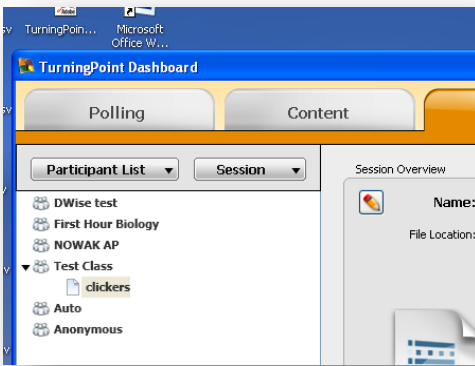 TurningPoin...
Microsoft
Office W...
TurningPoint Dashboard
Polling
Content
Participant List
Session
DWise test
First Hour Biology
NOWAK AP
Test Class
clickers
Auto
Anonymous
Session Overview
Name:
File Location: